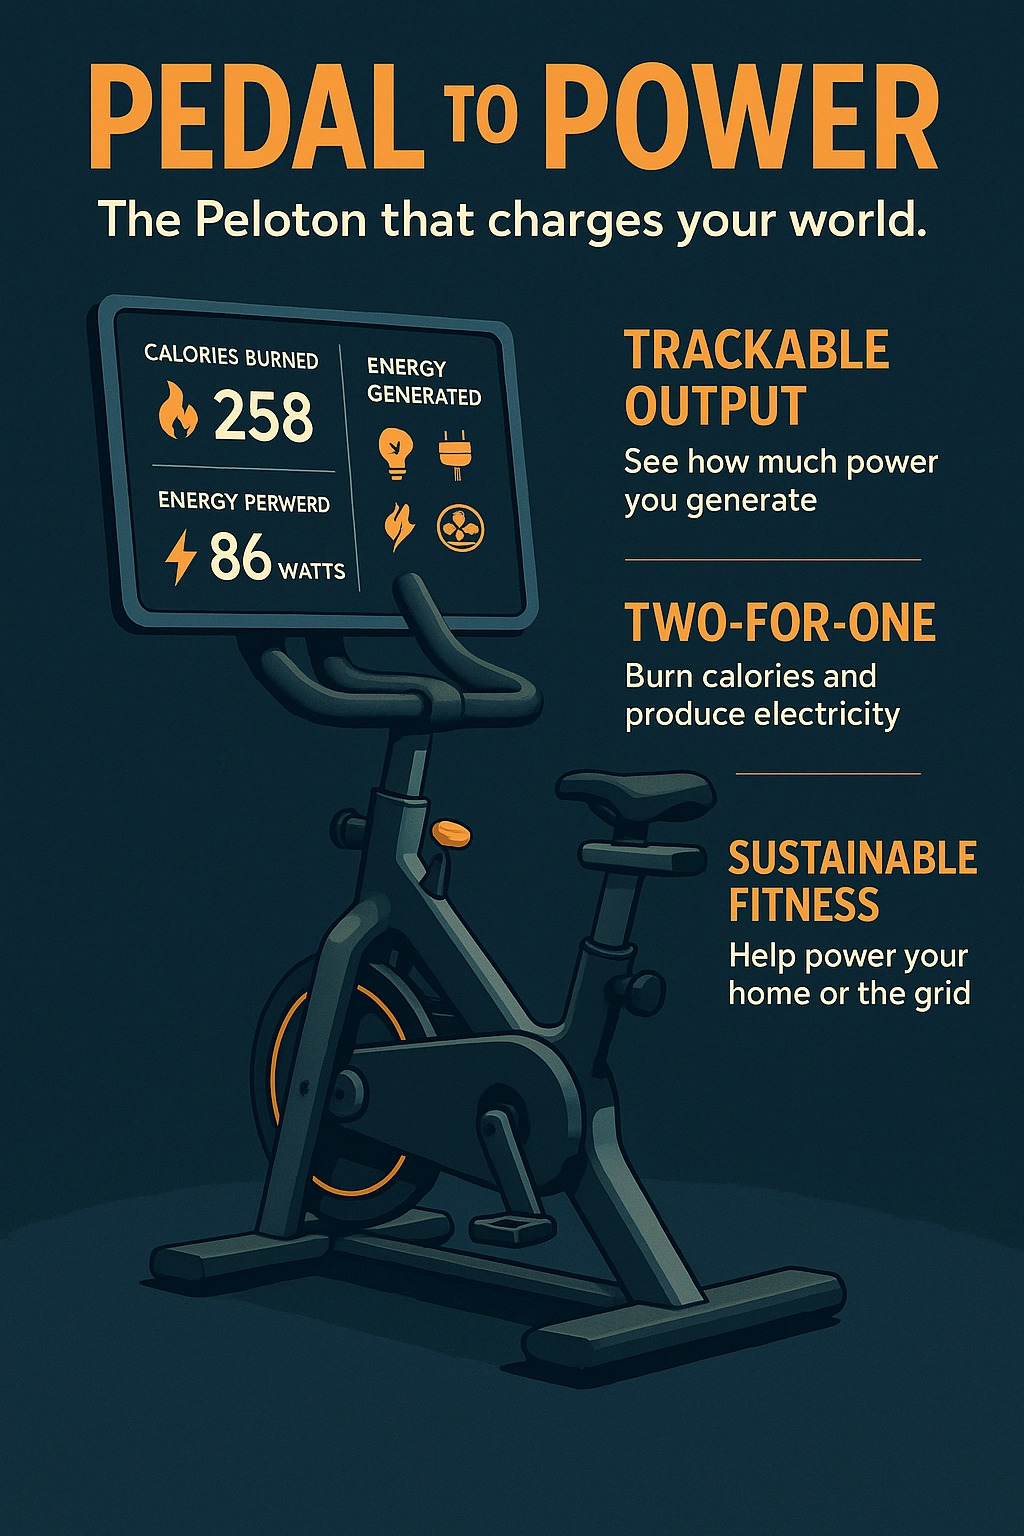 PEDAL TO POWER
The Peloton that charges your world.
CALORIES BURNED
258
ENERGY PERWERD
86 WATTS
ENERGY
GENERATED
TRACKABLE
OUTPUT
See how much power
you generate
TWO-FOR-ONE
Burn calories and
produce electricity
SUSTAINABLE
FITNESS
Help power your
home or the grid